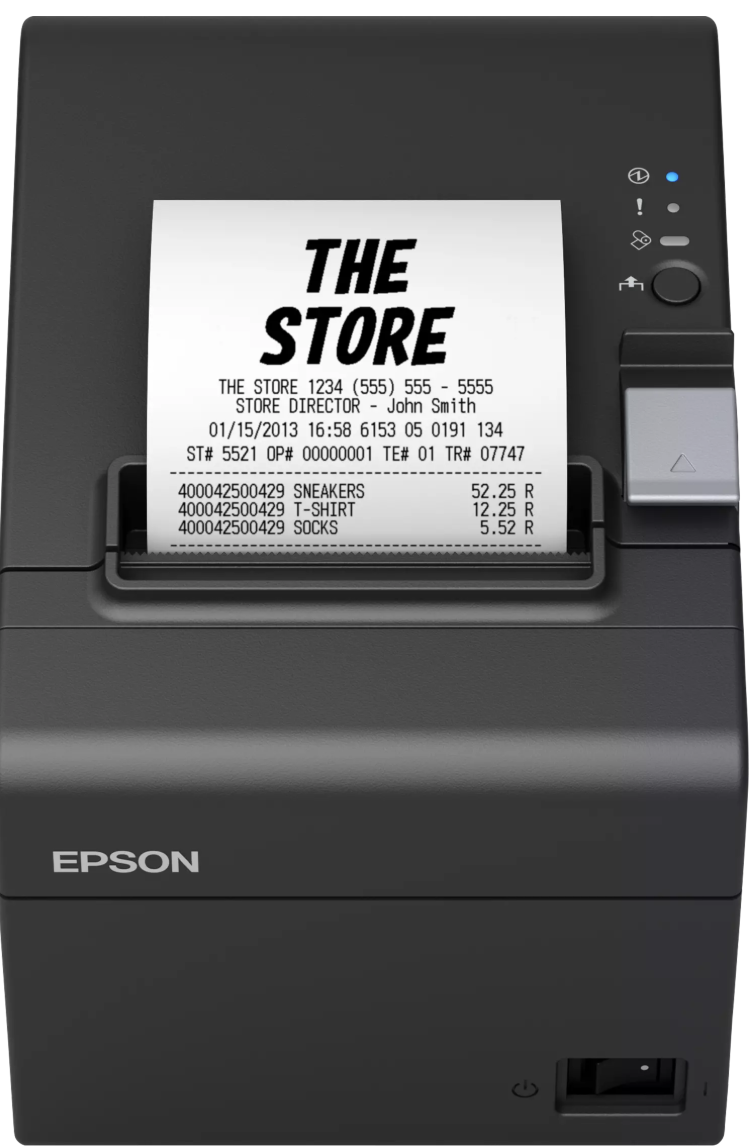 THE
STORE
THE STORE 1234 (555) 555 - 5555
STORE DIRECTOR - John Smith
01/15/2013 16:58 6153 05 0191 134
ST# 5521 OP# 00000001 TE# 01 TR# 07747
400042500429 SNEAKERS 52.25 R
400042500429 T-SHIRT 12.25 R
400042500429 SOCKS 5.52 R
EPSON